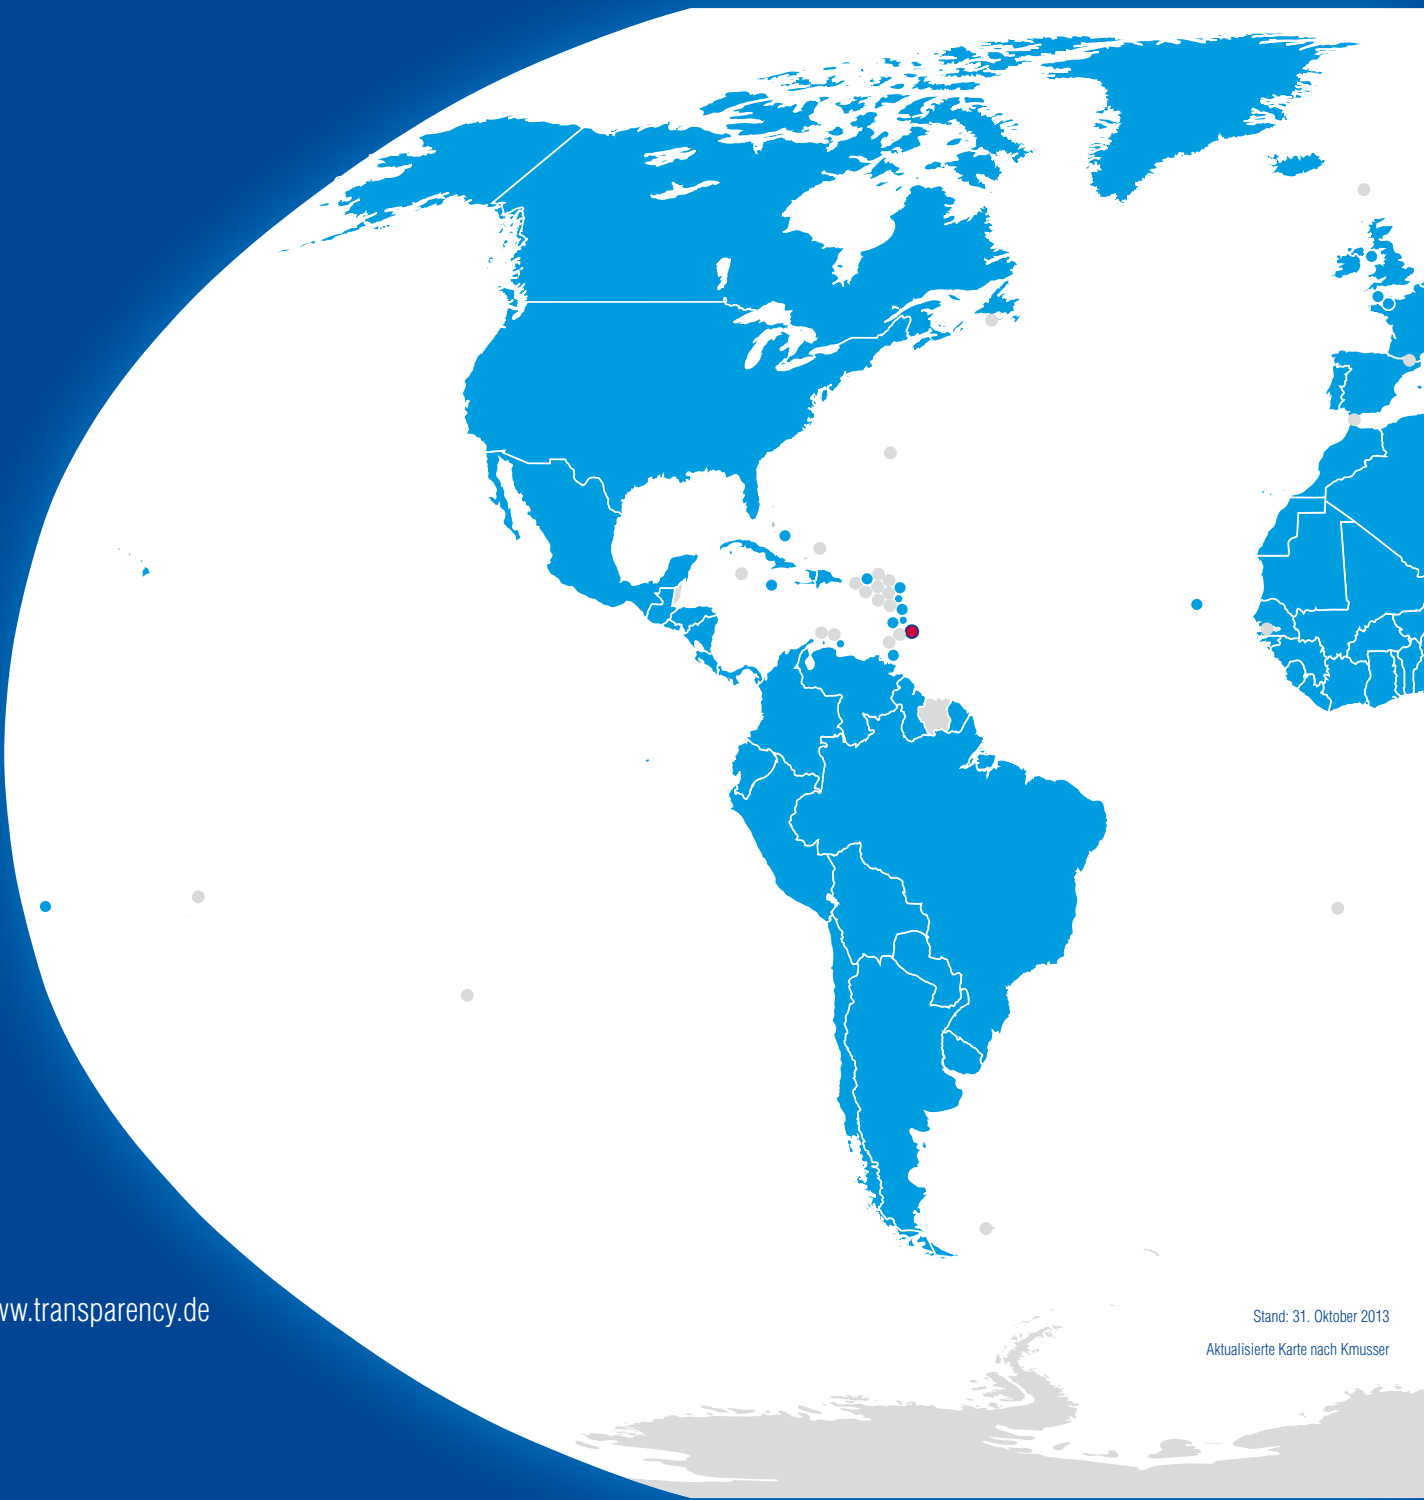 ww.transparency.de
Stand: 31. Oktober 2013
Aktualisierte Karte nach Kmusser